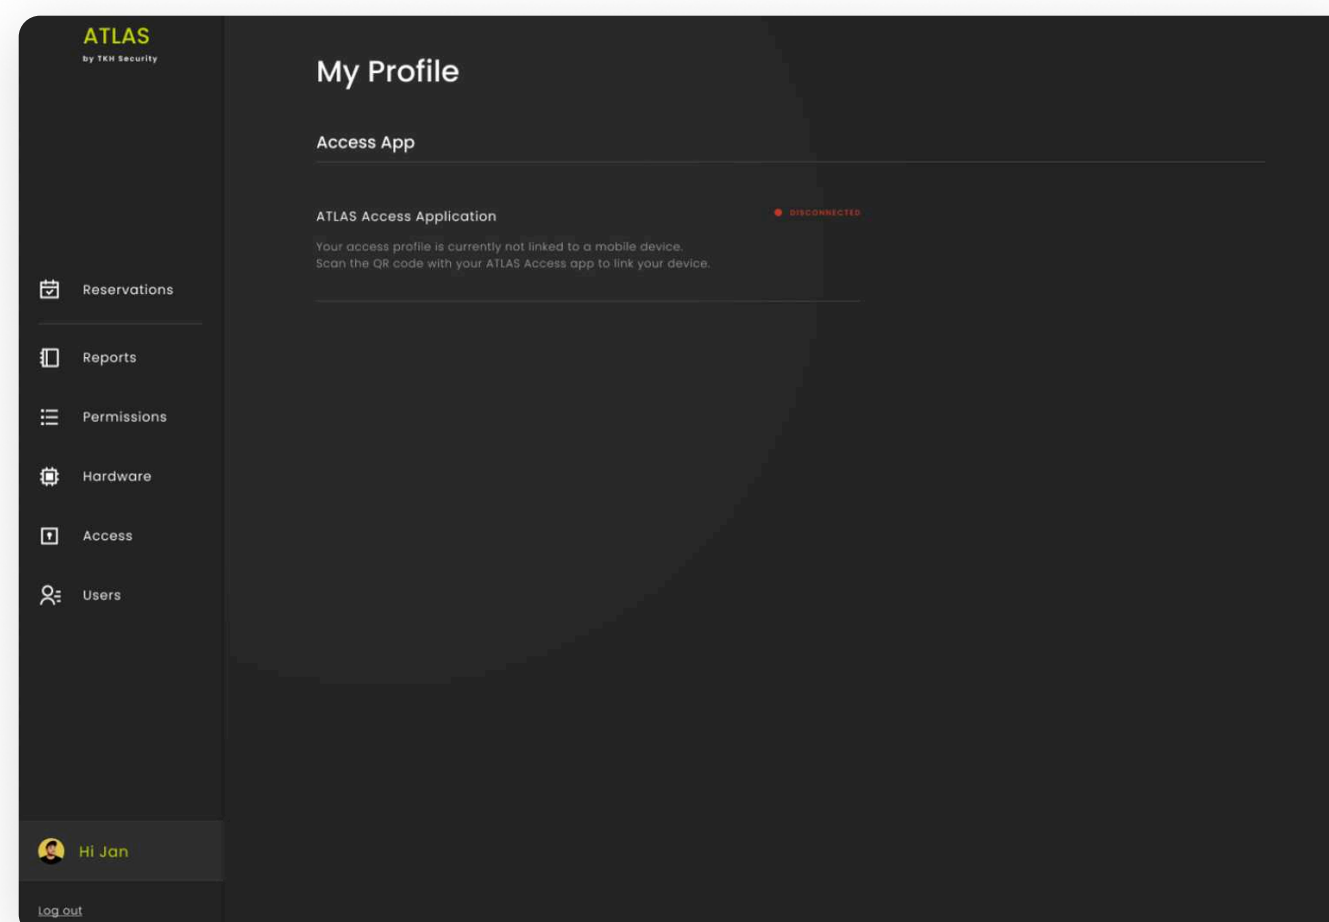 ATLAS
by TKH Security
My Profile
Access App
ATLAS Access Application
DISCONNECTED
Your access profile is currently not linked to a mobile device.
Scan the QR code with your ATLAS Access app to link your device.
Reservations
Reports
Permissions
Hardware
Access
Users
Hi Jan
Log out